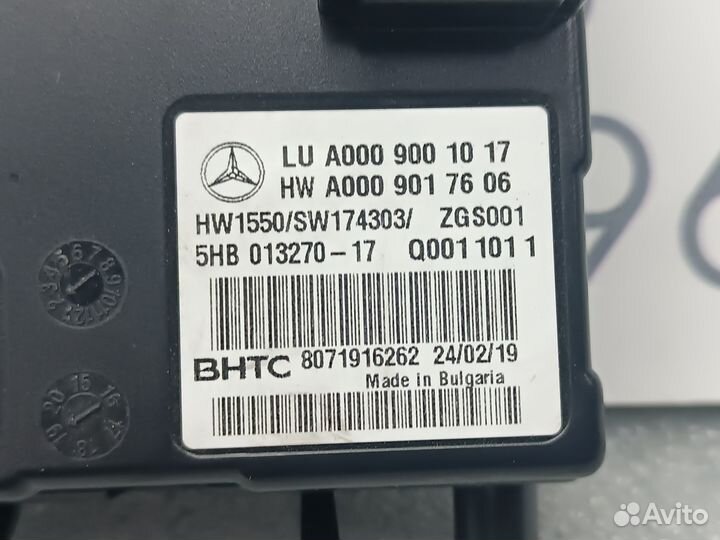 LU A000 900 10 17
HW A000 901 76 06
HW1550/SW174303/ ZGS001
5HB 013270-17 Q001 101 1
BHTC 8071916262 24/02/19
Made in Bulgaria
Avito